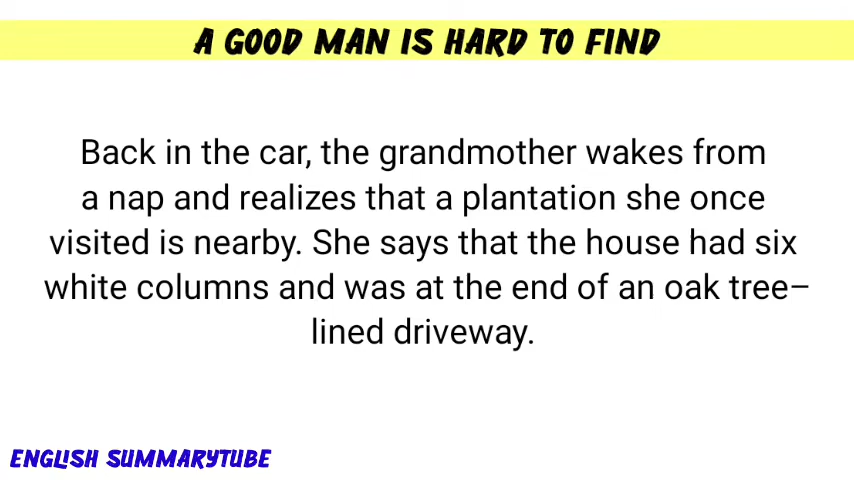 A GOOD MAN IS HARD TO FIND
Back in the car, the grandmother wakes from
a nap and realizes that a plantation she once
visited is nearby. She says that the house had six
white columns and was at the end of an oak tree–
lined driveway.
ENGLISH SUMMARYTUBE